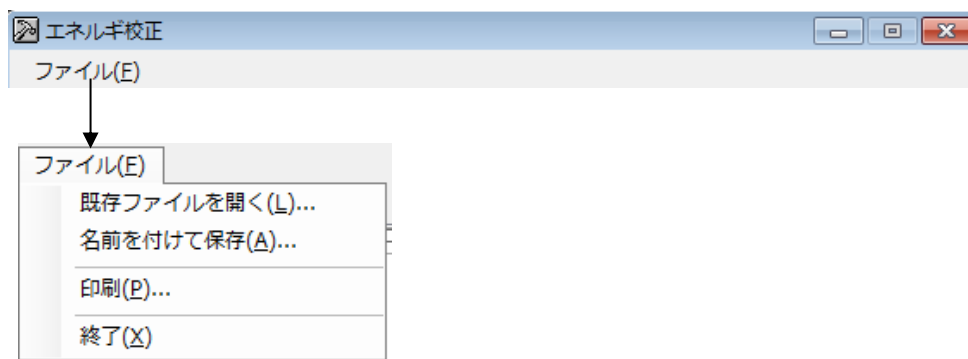 エネルギ校正
ファイル(F)
ファイル(F)
既存ファイルを開く(L)...
名前を付けて保存(A)...
印刷(P)...
終了(X)